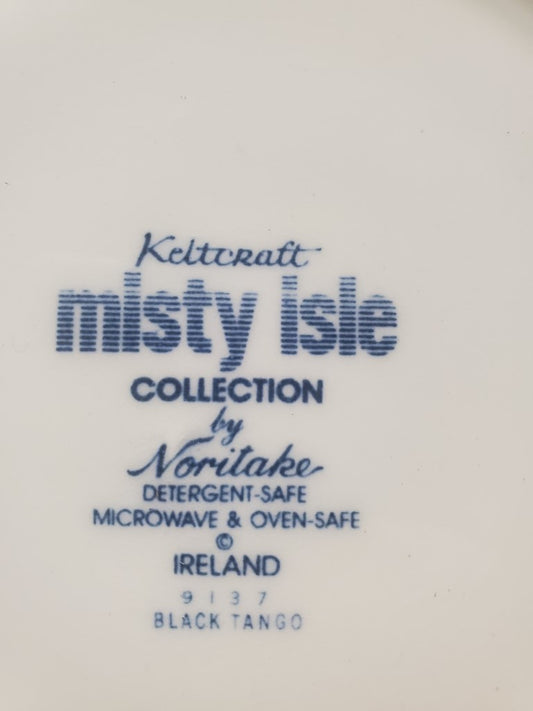 Keltcraft
misty isle
COLLECTION
by
Noritake
DETERGENT-SAFE
MICROWAVE & OVEN-SAFE
©
IRELAND
9137
BLACK TANGO